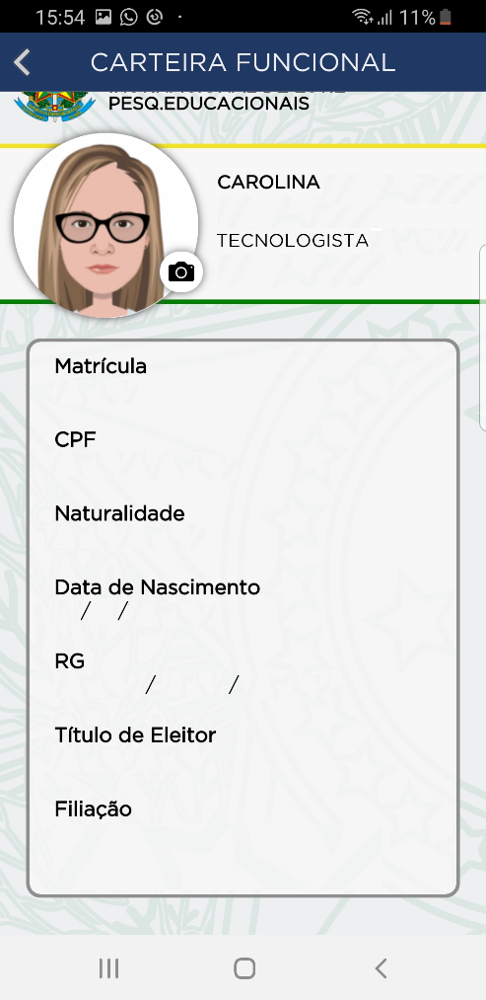 15:54 11%
CARTEIRA FUNCIONAL
PESQ.EDUCACIONAIS
CAROLINA
TECNOLOGISTA
Matrícula
CPF
Naturalidade
Data de Nascimento
/ /
RG
/ /
Título de Eleitor
Filiação